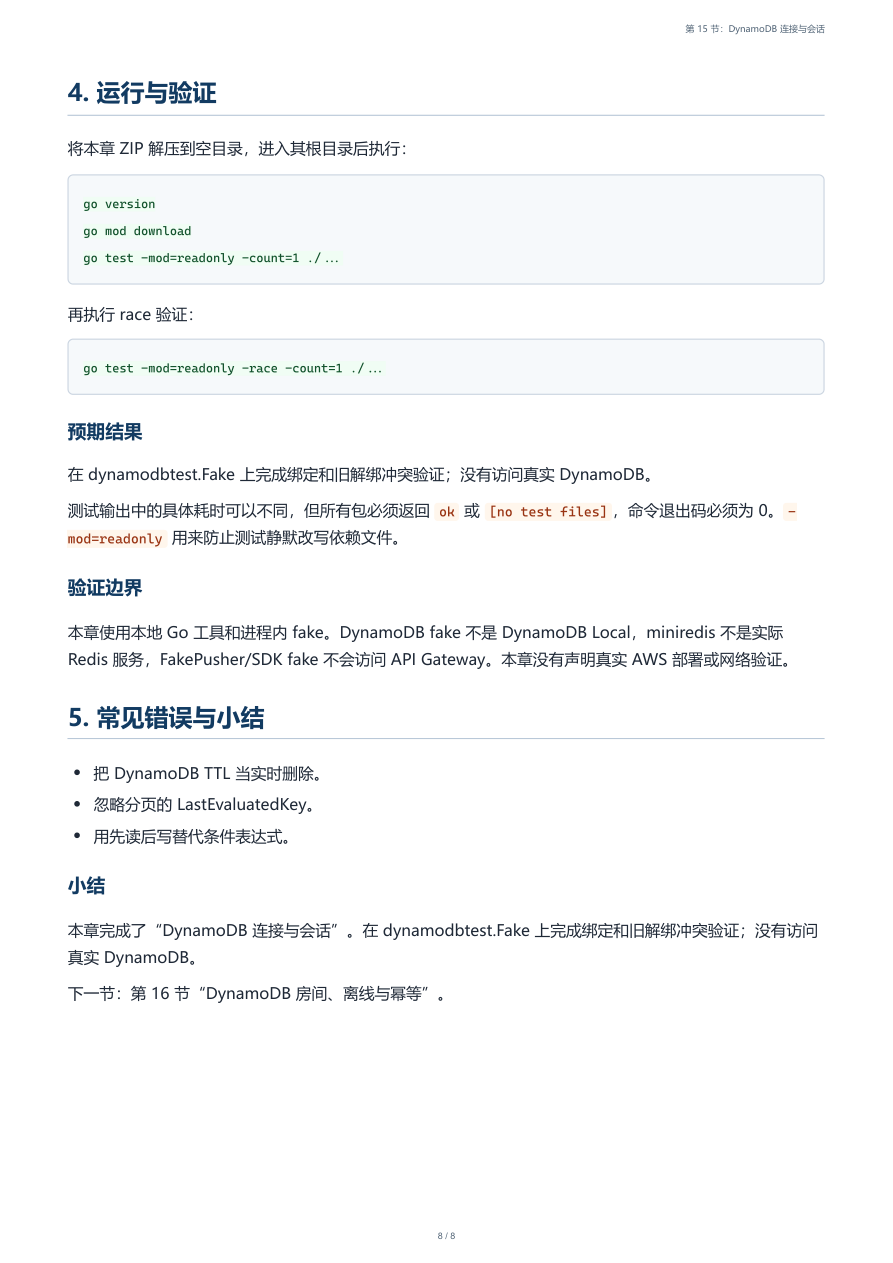 第 15 节：DynamoDB 连接与会话
4. 运行与验证
将本章 ZIP 解压到空目录，进入其根目录后执行：
go version
go mod download
go test -mod=readonly -count=1 ./...
再执行 race 验证：
go test -mod=readonly -race -count=1 ./...
预期结果
在 dynamodbtest.Fake 上完成绑定和旧解绑冲突验证；没有访问真实 DynamoDB。
测试输出中的具体耗时可以不同，但所有包必须返回 ok 或 [no test files]，命令退出码必须为 0。-
mod=readonly 用来防止测试静默改写依赖文件。
验证边界
本章使用本地 Go 工具和进程内 fake。DynamoDB fake 不是 DynamoDB Local，miniredis 不是实际
Redis 服务，FakePusher/SDK fake 不会访问 API Gateway。本章没有声明真实 AWS 部署或网络验证。
5. 常见错误与小结
• 把 DynamoDB TTL 当实时删除。
• 忽略分页的 LastEvaluatedKey。
• 用先读后写替代条件表达式。
小结
本章完成了“DynamoDB 连接与会话”。在 dynamodbtest.Fake 上完成绑定和旧解绑冲突验证；没有访问
真实 DynamoDB。
下一节：第 16 节“DynamoDB 房间、离线与幂等”。
8 / 8